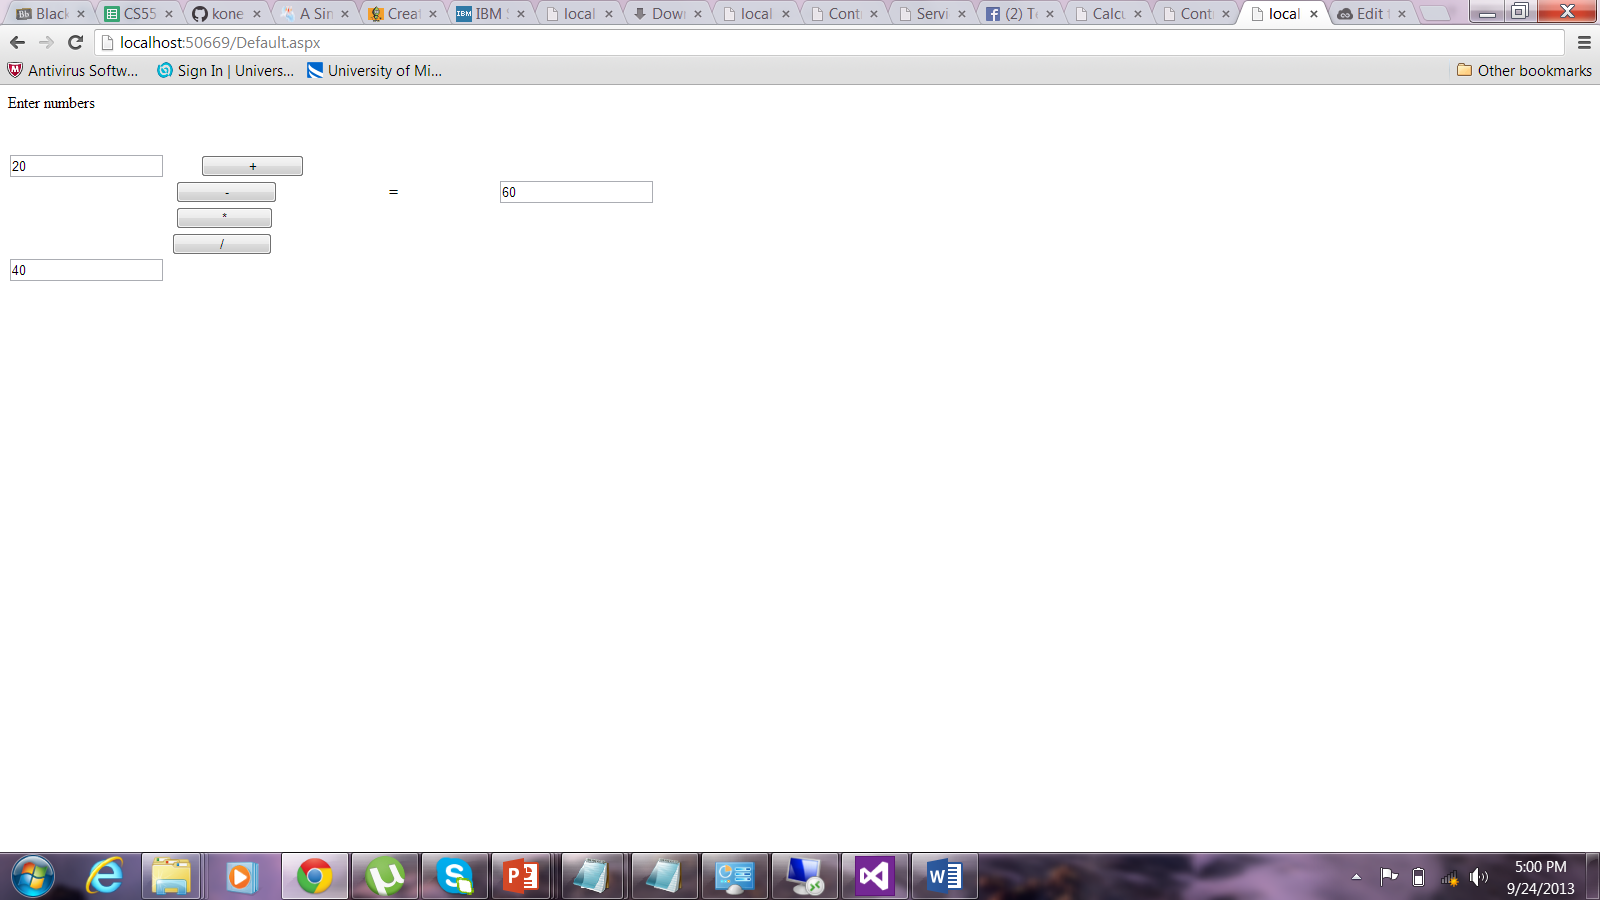 Black CS55 kone A Sir Creat IBM S local Down local Cont Servi (2) Te Calcu Cont local Edit
localhost:50669/Default.aspx
Antivirus Softw... Sign In | Univers... University of Mi... Other bookmarks
Enter numbers
20 +
- = 60
*
/
40
5:00 PM
9/24/2013